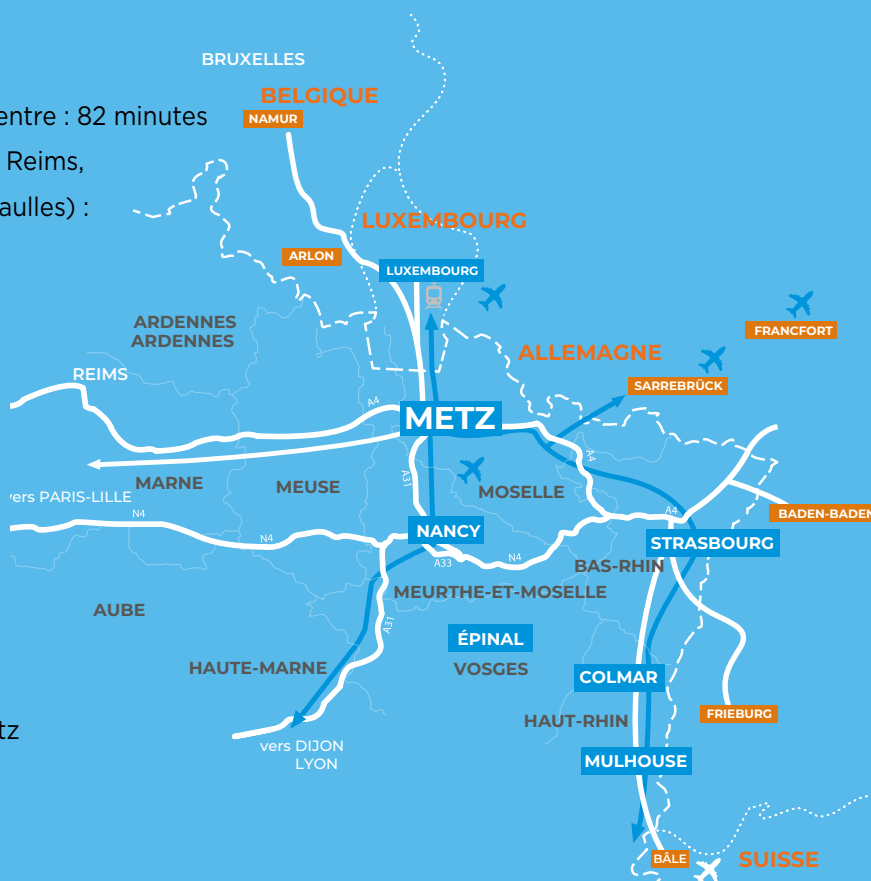 BRUXELLES
BELGIQUE
entre : 82 minutes
NAMUR
Reims,
aulles) :
LUXEMBOURG
ARLON
LUXEMBOURG
FRANCFORT
ARDENNES
ARDENNES
ALLEMAGNE
REIMS
SARREBRÜCK
A4
METZ
A4
A31
MARNE
MEUSE
MOSELLE
vers PARIS-LILLE
N4
A4
BADEN-BADEN
NANCY
N4
STRASBOURG
A33
N4
BAS-RHIN
MEURTHE-ET-MOSELLE
AUBE
A31
ÉPINAL
HAUTE-MARNE
VOSGES
COLMAR
FRIEBURG
HAUT-RHIN
tz
vers DIJON
LYON
MULHOUSE
BÂLE
SUISSE